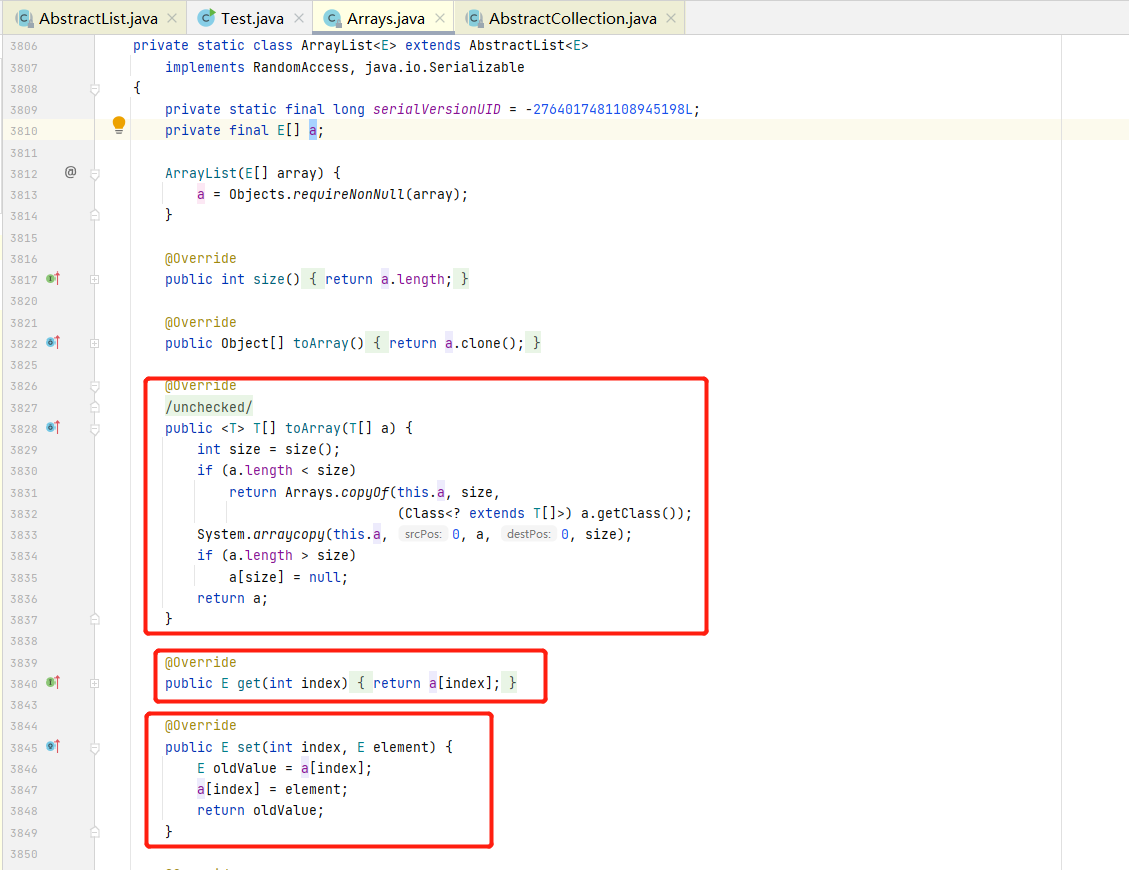 AbstractList.java Test.java Arrays.java AbstractCollection.java
3806 private static class ArrayList<E> extends AbstractList<E>
3807 implements RandomAccess, java.io.Serializable
3808 {
3809 private static final long serialVersionUID = -2764017481108945198L;
3810 private final E[] a;
3811
3812 @ ArrayList(E[] array) {
3813 a = Objects.requireNonNull(array);
3814 }
3815
3816 @Override
3817 public int size() { return a.length; }
3820
3821 @Override
3822 public Object[] toArray() { return a.clone(); }
3825
3826 @Override
3827 /unchecked/
3828 public <T> T[] toArray(T[] a) {
3829 int size = size();
3830 if (a.length < size)
3831 return Arrays.copyOf(this.a, size,
3832 (Class<? extends T[]>) a.getClass());
3833 System.arraycopy(this.a, srcPos: 0, a, destPos: 0, size);
3834 if (a.length > size)
3835 a[size] = null;
3836 return a;
3837 }
3838
3839 @Override
3840 public E get(int index) { return a[index]; }
3843
3844 @Override
3845 public E set(int index, E element) {
3846 E oldValue = a[index];
3847 a[index] = element;
3848 return oldValue;
3849 }
3850